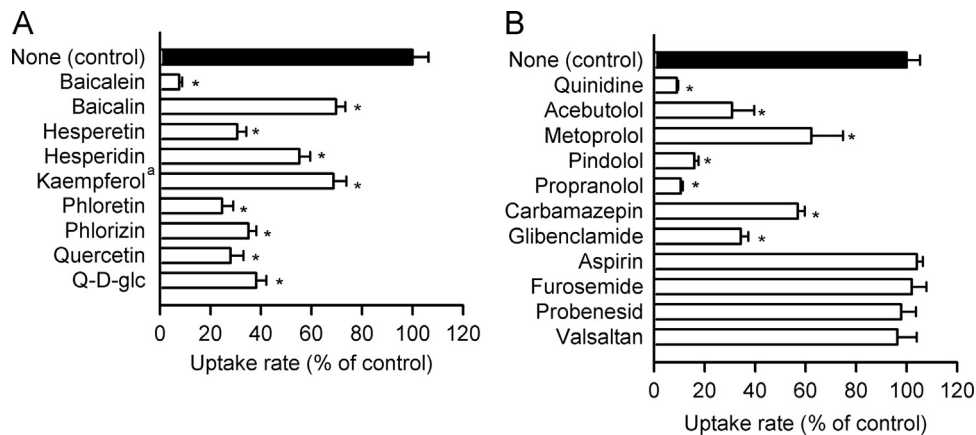 A
None (control)
Baicalein
*
Baicalin
*
Hesperetin
*
Hesperidin
*
Kaempferol a
*
Phloretin
*
Phlorizin
*
Quercetin
*
Q-D-glc
*
0 20 40 60 80 100 120
Uptake rate (% of control)
B
None (control)
Quinidine
*
Acebutolol
*
Metoprolol
*
Pindolol
*
Propranolol
*
Carbamazepin
*
Glibenclamide
*
Aspirin
Furosemide
Probenesid
Valsaltan
0 20 40 60 80 100 120
Uptake rate (% of control)